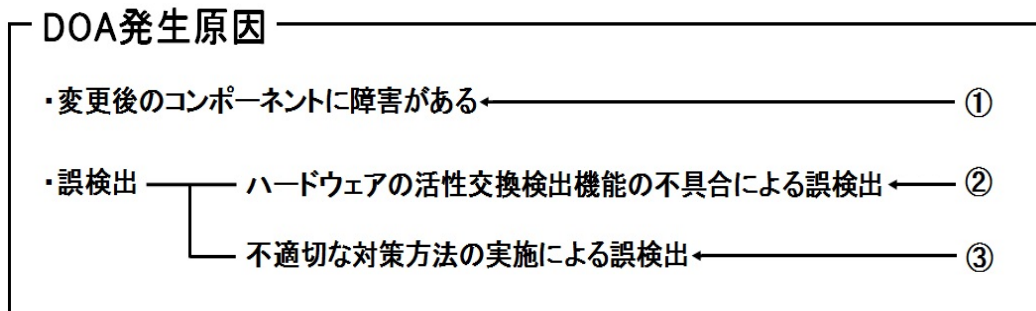 DOA発生原因
・変更後のコンポーネントに障害がある ①
・誤検出 ハードウェアの活性交換検出機能の不具合による誤検出 ②
不適切な対策方法の実施による誤検出 ③